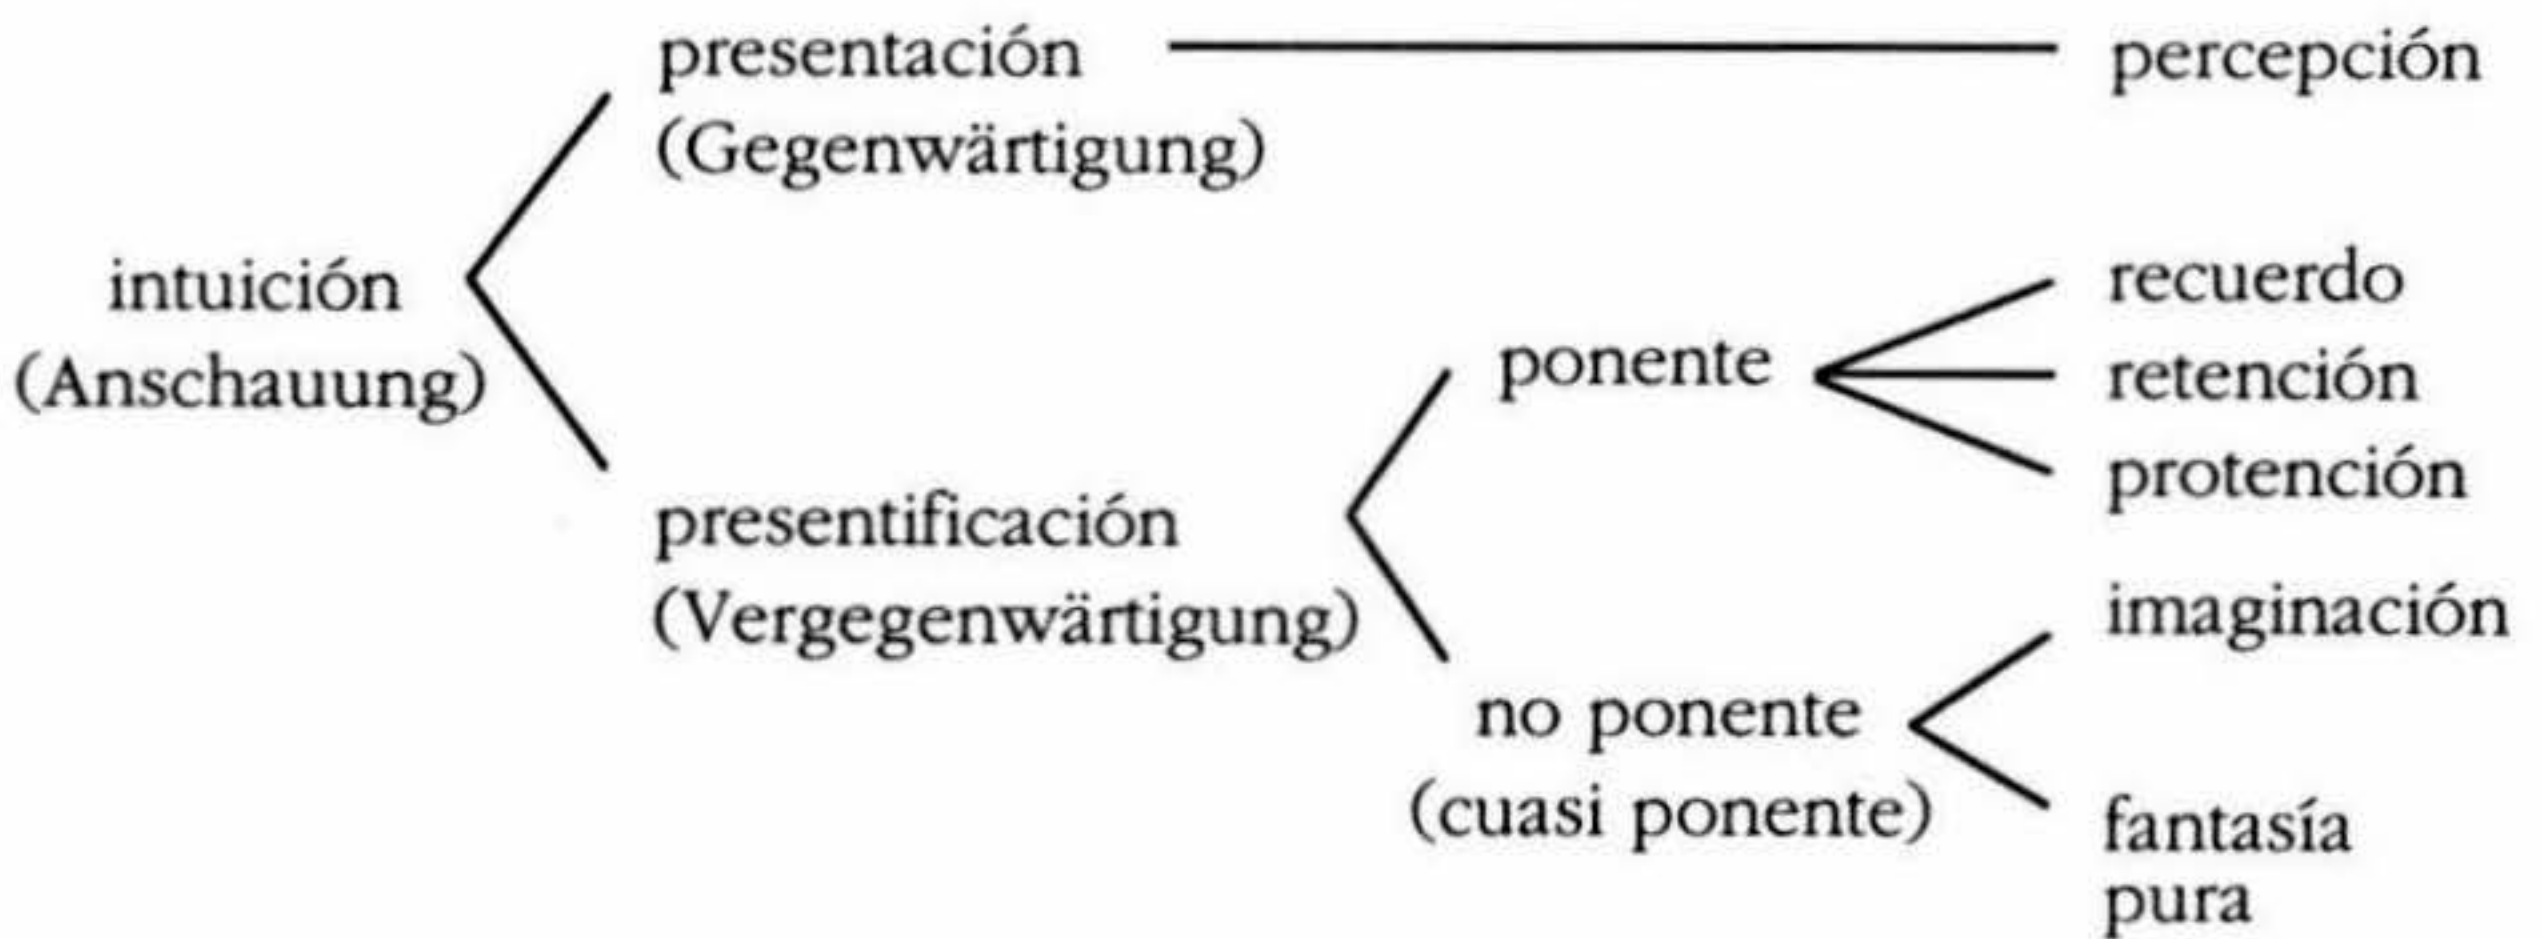 presentación
(Gegenwärtigung)
percepción
intuición
(Anschauung)
presentificación
(Vergegenwärtigung)
ponente
recuerdo
retención
protención
no ponente
(cuasi ponente)
imaginación
fantasía
pura